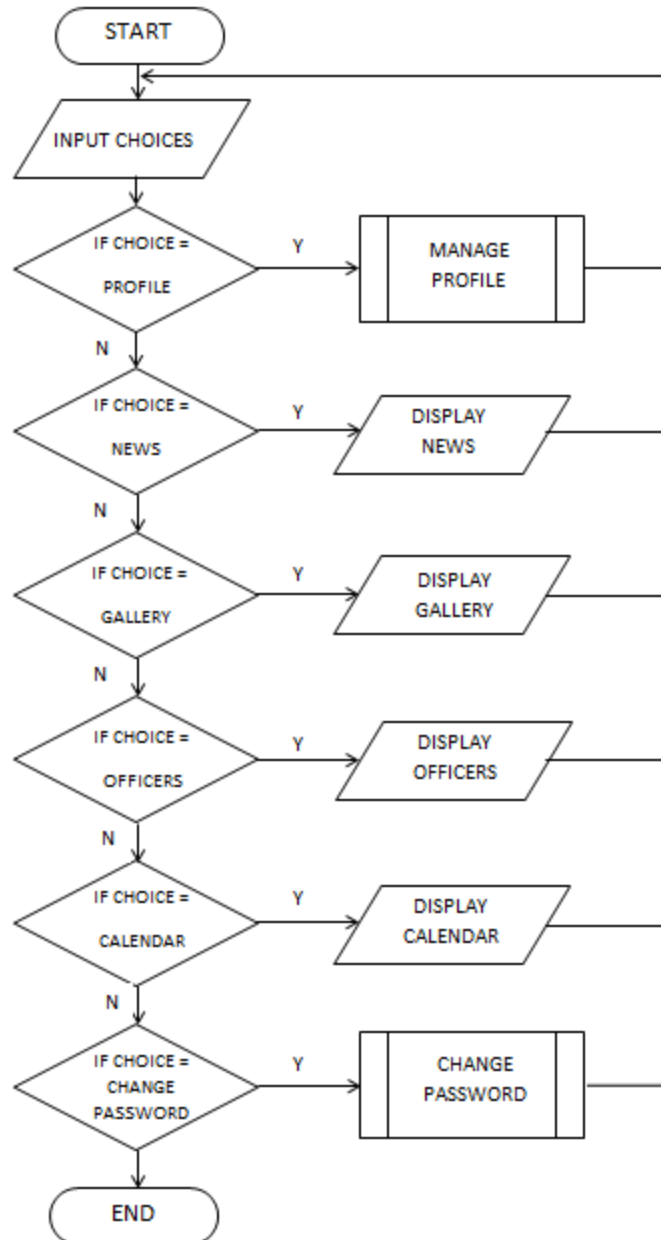 START
INPUT CHOICES
IF CHOICE =
PROFILE
Y
MANAGE
PROFILE
N
IF CHOICE =
NEWS
Y
DISPLAY
NEWS
N
IF CHOICE =
GALLERY
Y
DISPLAY
GALLERY
N
IF CHOICE =
OFFICERS
Y
DISPLAY
OFFICERS
N
IF CHOICE =
CALENDAR
Y
DISPLAY
CALENDAR
N
IF CHOICE =
CHANGE
PASSWORD
Y
CHANGE
PASSWORD
END